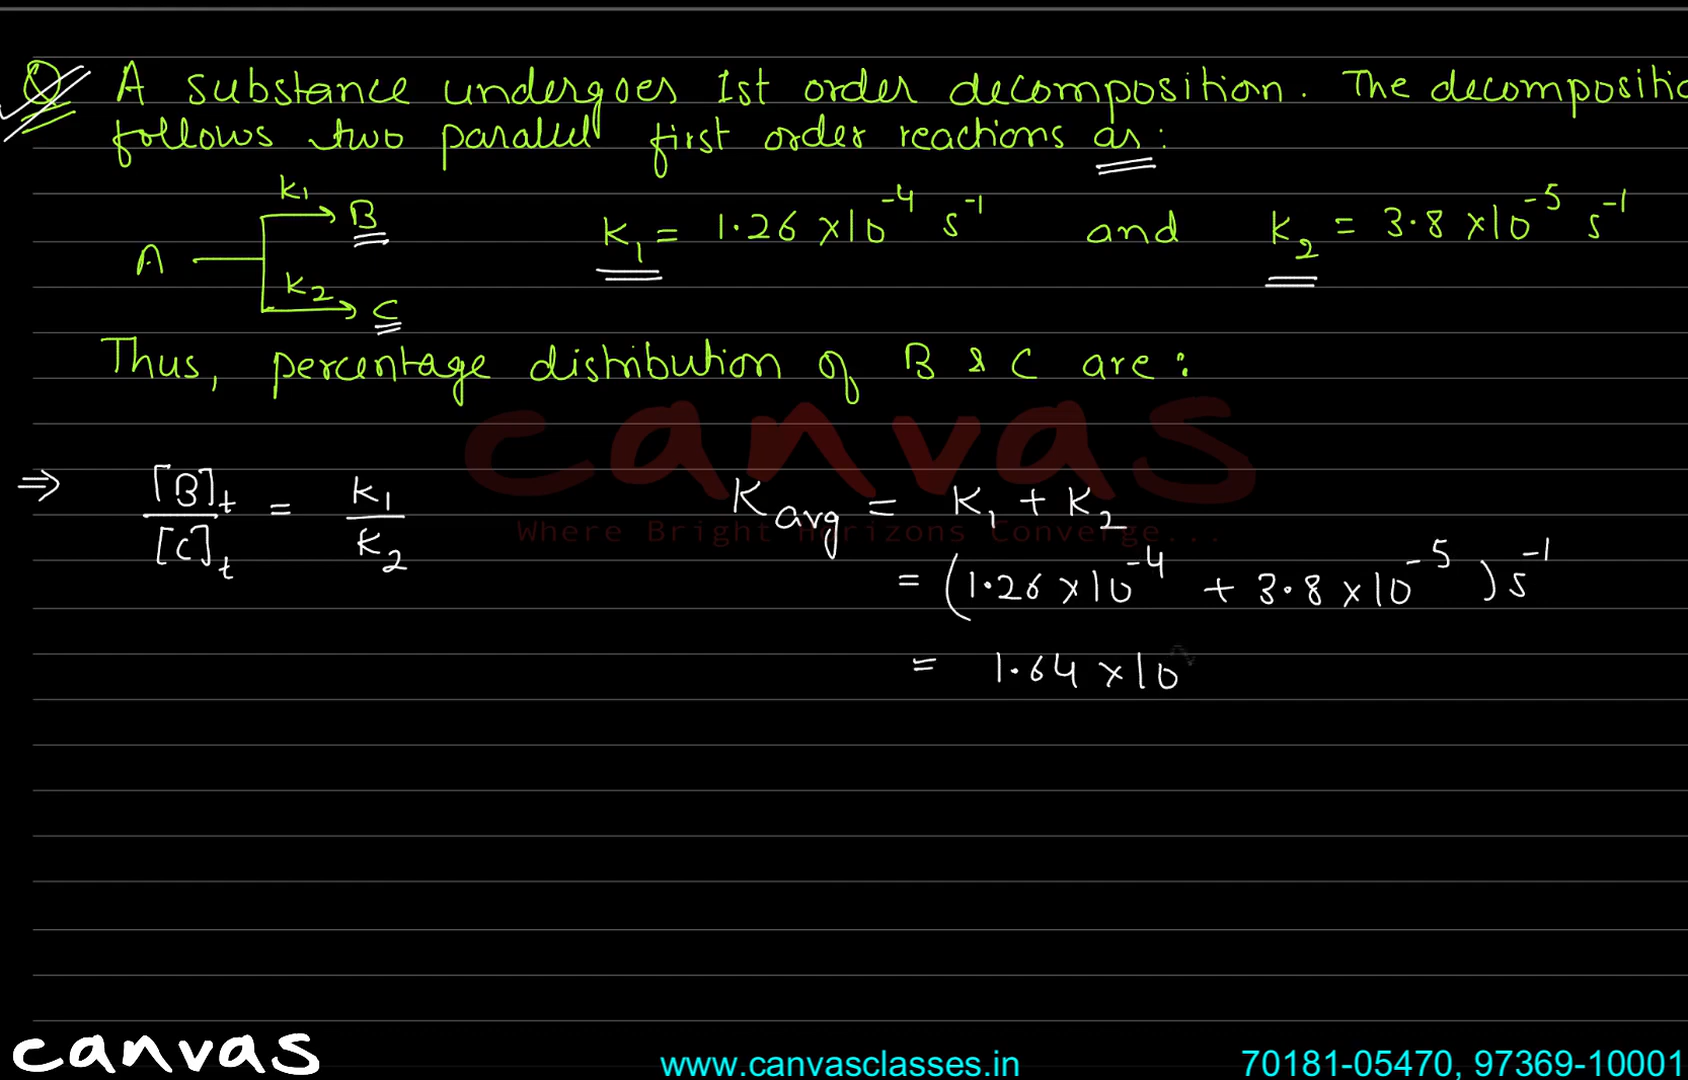 Q A substance undergoes 1st order decomposition. The decompositio
follows two parallel first order reactions as:
A
K₁ B
K₂ C
K₁ = 1.26 × 10⁻⁴ s⁻¹ and K₂ = 3.8 × 10⁻⁵ s⁻¹
Thus, percentage distribution of B & C are:
canvas
Where Bright Horizons Converge...
⇒ [B]t / [C]t = K₁ / K₂
Karg = K₁ + K₂
= (1.26 × 10⁻⁴ + 3.8 × 10⁻⁵) s⁻¹
= 1.64 × 10
canvas
www.canvasclasses.in
70181-05470, 97369-10001